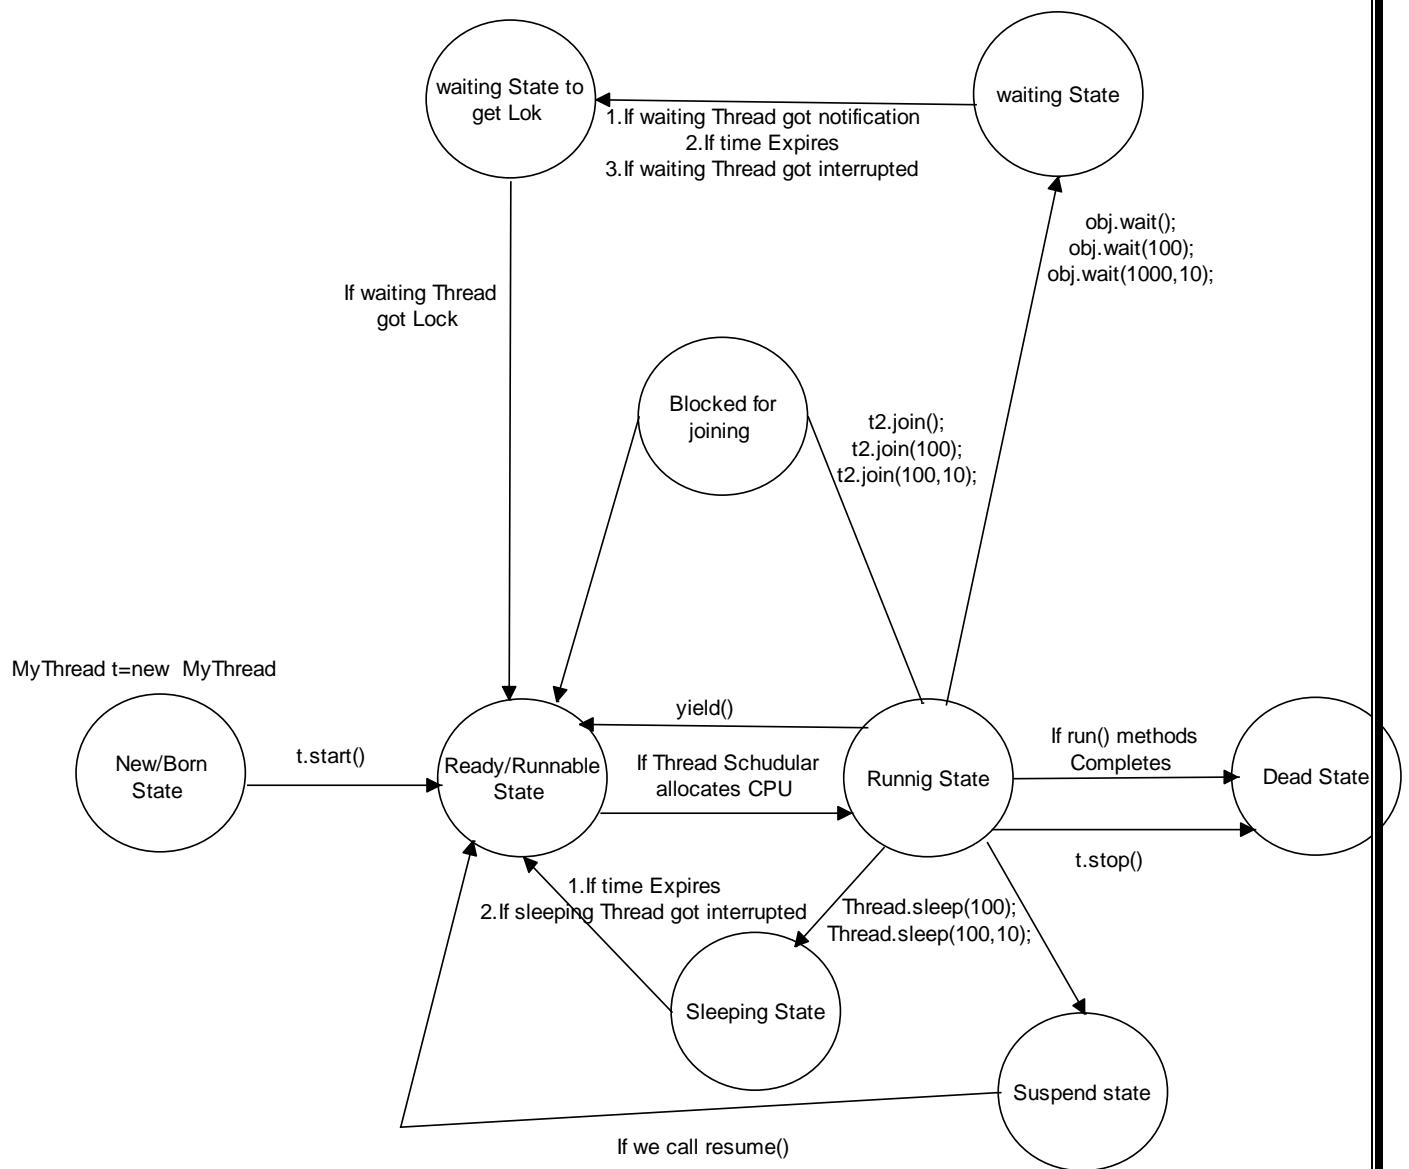 waiting State to
get Lok
waiting State
1.If waiting Thread got notification
2.If time Expires
3.If waiting Thread got interrupted
obj.wait();
obj.wait(100);
obj.wait(1000,10);
If waiting Thread
got Lock
Blocked for
joining
t2.join();
t2.join(100);
t2.join(100,10);
MyThread t=new MyThread
New/Born
State
t.start()
Ready/Runnable
State
yield()
If Thread Schudular
allocates CPU
Runnig State
If run() methods
Completes
Dead State
t.stop()
1.If time Expires
2.If sleeping Thread got interrupted
Thread.sleep(100);
Thread.sleep(100,10);
Sleeping State
Suspend state
If we call resume()